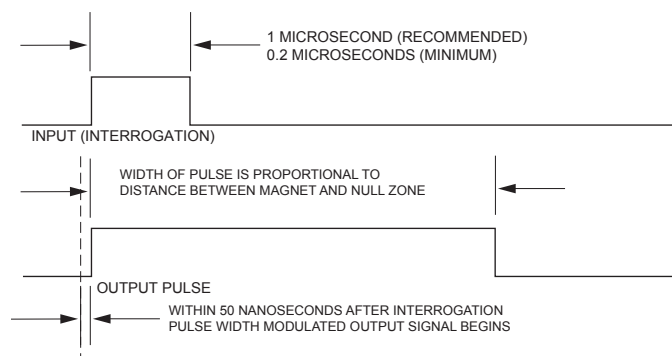 1 MICROSECOND (RECOMMENDED)
0.2 MICROSECONDS (MINIMUM)
INPUT (INTERROGATION)
WIDTH OF PULSE IS PROPORTIONAL TO
DISTANCE BETWEEN MAGNET AND NULL ZONE
OUTPUT PULSE
WITHIN 50 NANOSECONDS AFTER INTERROGATION
PULSE WIDTH MODULATED OUTPUT SIGNAL BEGINS